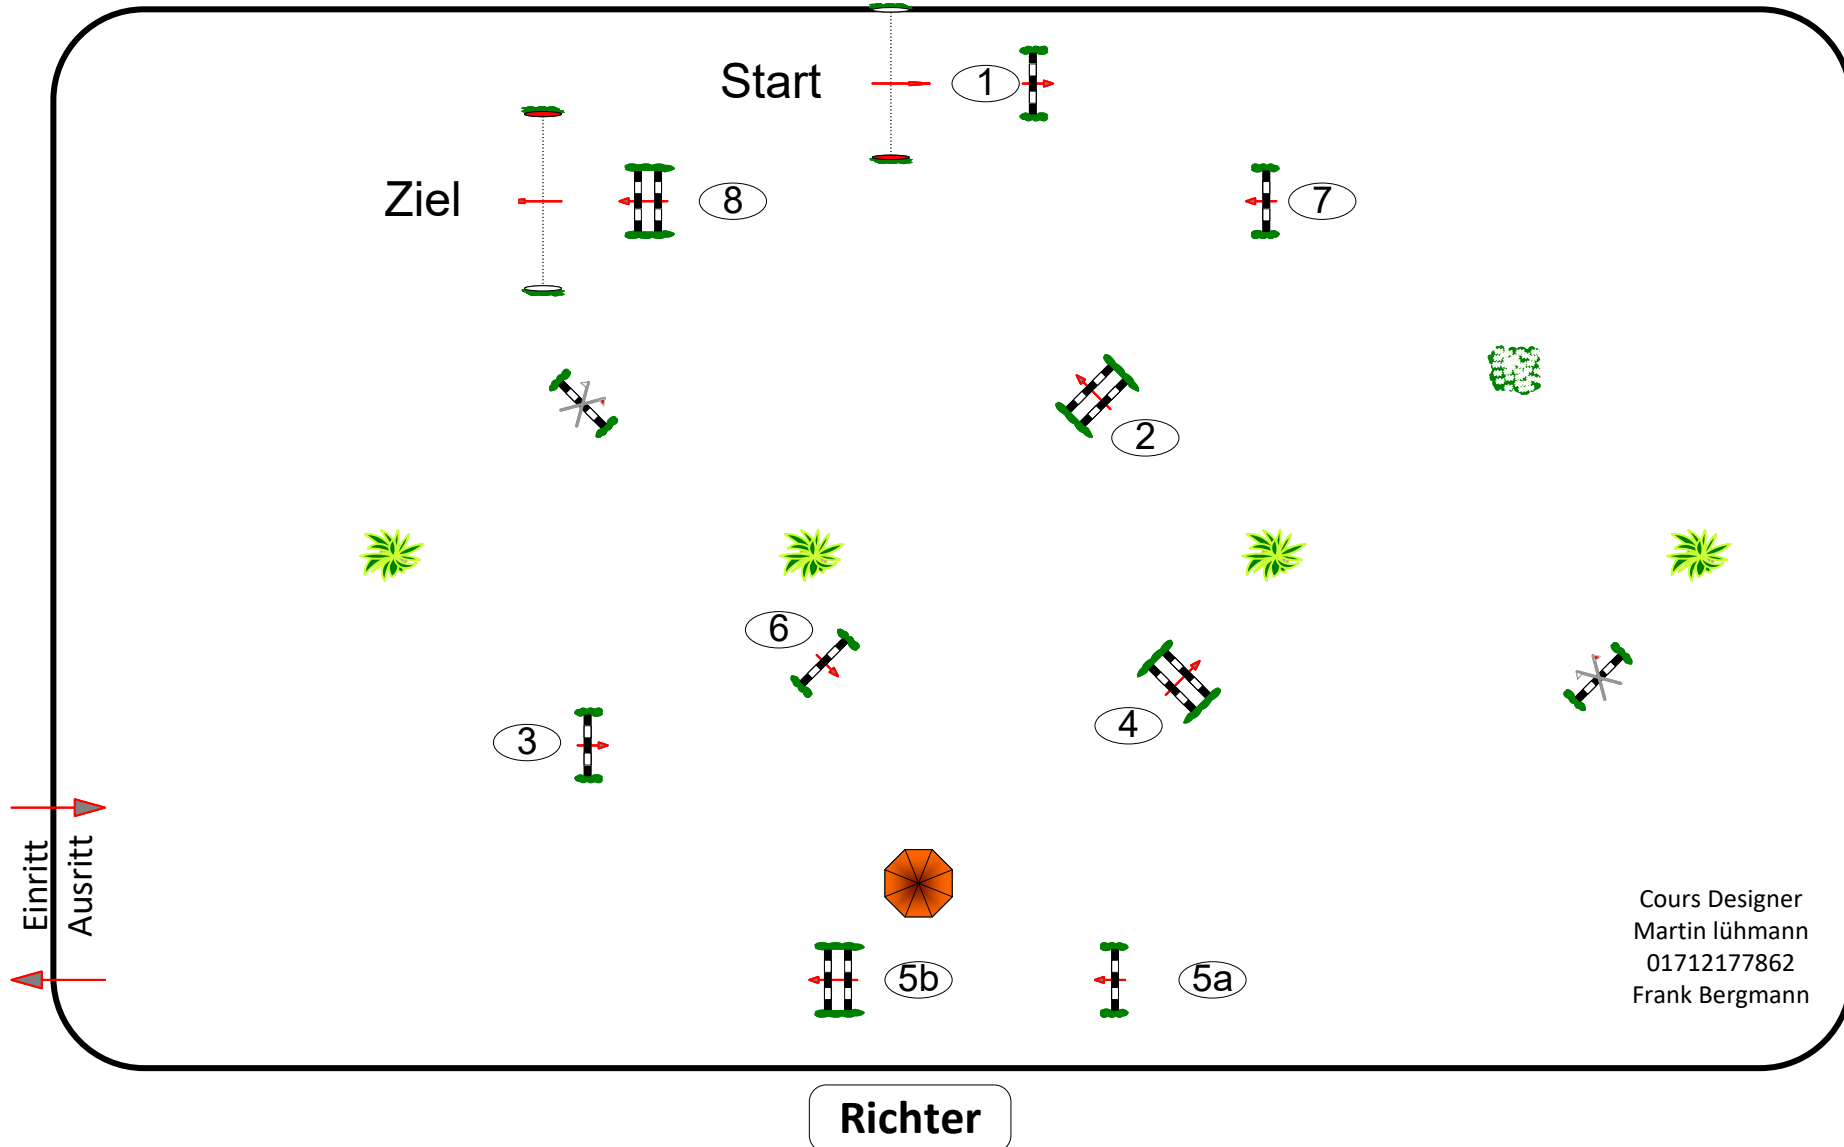 Start
1
Ziel
8
7
2
6
4
3
Einritt
Ausritt
5b
5a
Cours Designer
Martin lühmann
01712177862
Frank Bergmann
Richter